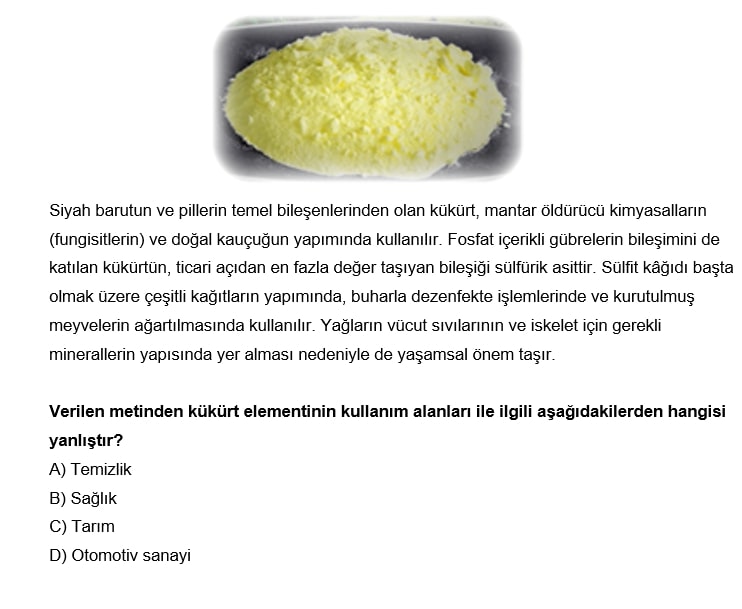 Siyah barutun ve pillerin temel bileşenlerinden olan kükürt, mantar öldürücü kimyasalların
(fungisitlerin) ve doğal kauçuğun yapımında kullanılır. Fosfat içerikli gübrelerin bileşimini de
katılan kükürtün, ticari açıdan en fazla değer taşıyan bileşiği sülfürik asittir. Sülfit kâğıdı başta
olmak üzere çeşitli kağıtların yapımında, buharla dezenfekte işlemlerinde ve kurutulmuş
meyvelerin ağartılmasında kullanılır. Yağların vücut sıvılarının ve iskelet için gerekli
minerallerin yapısında yer alması nedeniyle de yaşamsal önem taşır.
Verilen metinden kükürt elementinin kullanım alanları ile ilgili aşağıdakilerden hangisi
yanlıştır?
A) Temizlik
B) Sağlık
C) Tarım
D) Otomotiv sanayi